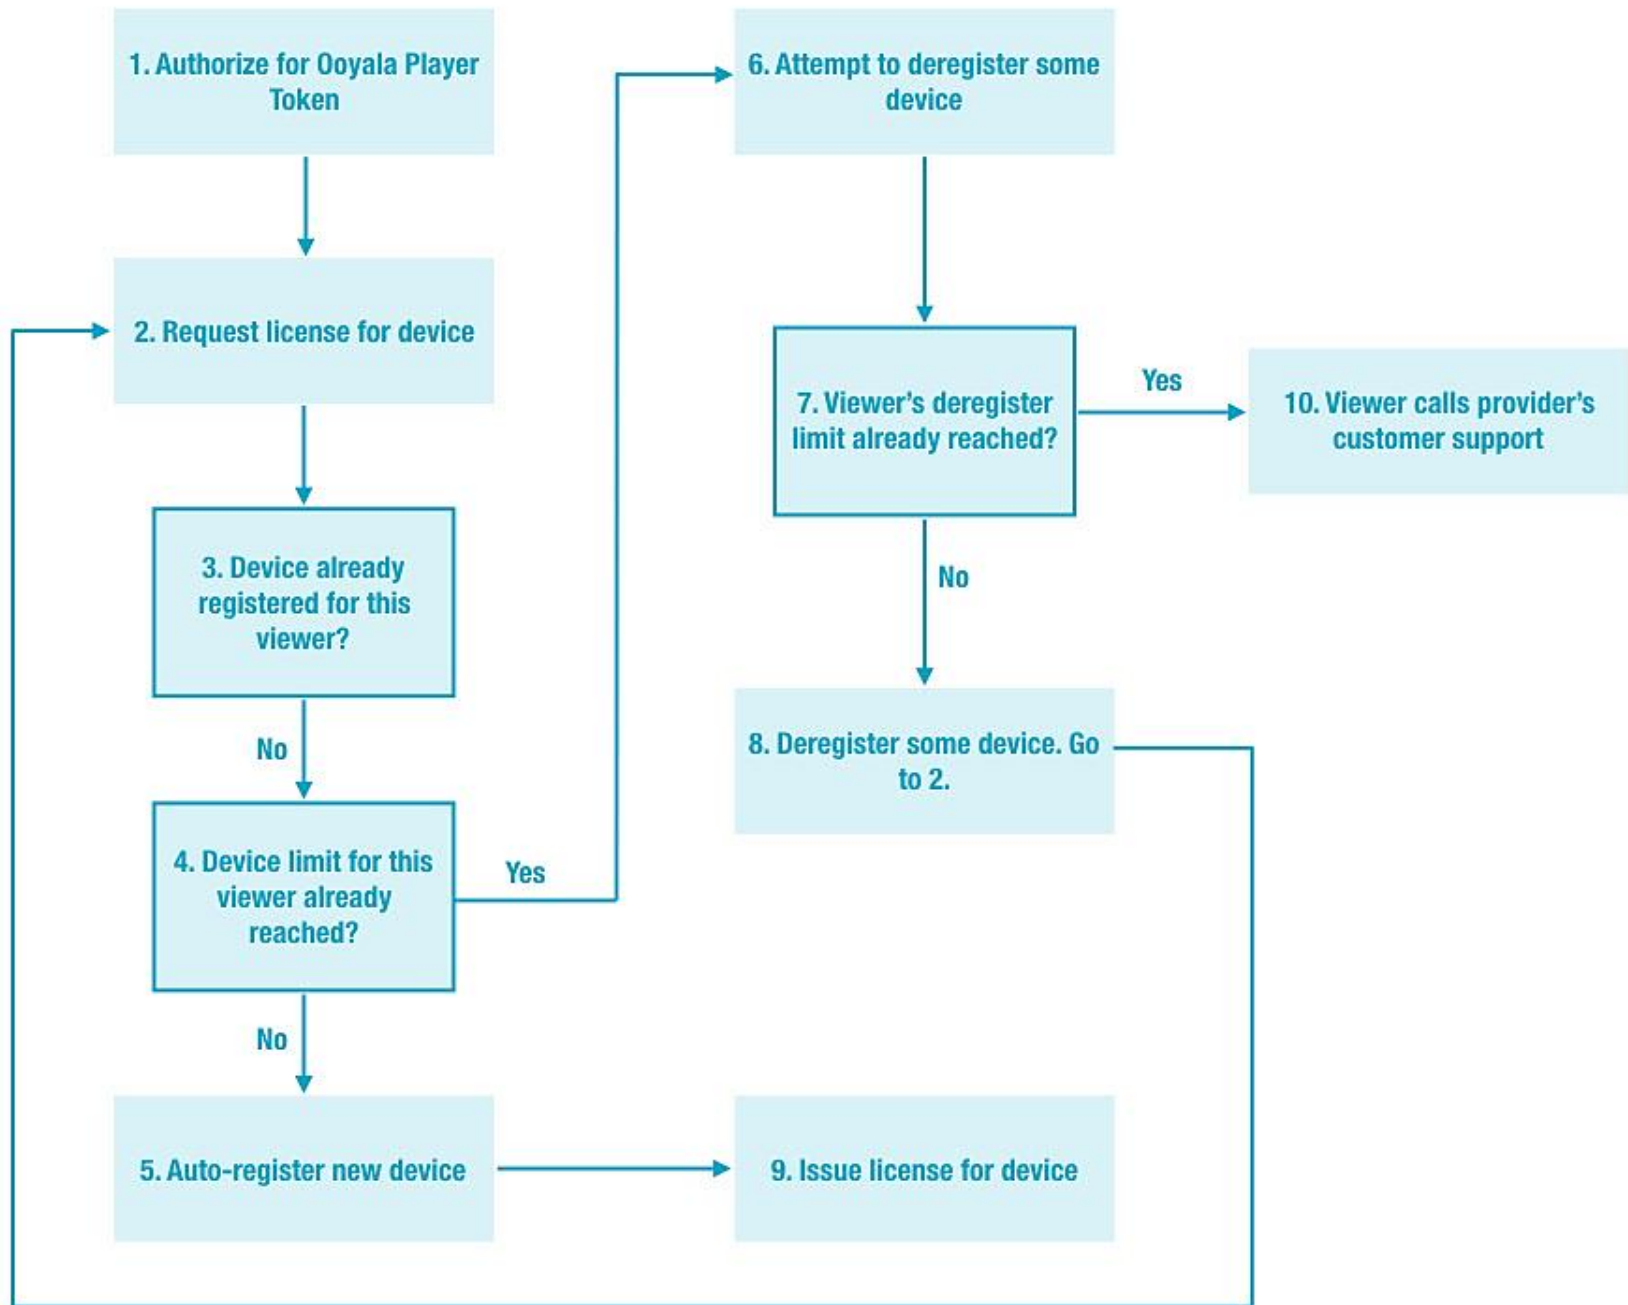 1. Authorize for Ooyala Player
Token
2. Request license for device
3. Device already
registered for this
viewer?
No
4. Device limit for this
viewer already
reached?
Yes
No
5. Auto-register new device
6. Attempt to deregister some
device
7. Viewer's deregister
limit already reached?
Yes
No
8. Deregister some device. Go
to 2.
9. Issue license for device
10. Viewer calls provider's
customer support